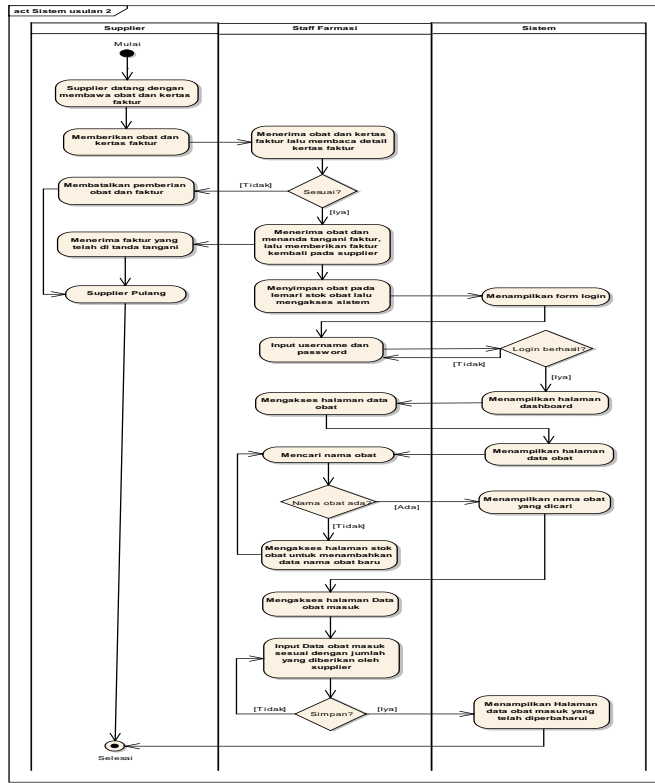 act Sistem usulan 2
Supplier
Staff Farmasi
Sistem
Mulai
Supplier datang dengan
membawa obat dan kertas
faktur
Memberikan obat dan
kertas faktur
Menerima obat dan kertas
faktur lalu membaca detail
kertas faktur
Membatalkan pemberian
obat dan faktur
[Tidak]
Sesuai?
[Iya]
Menerima faktur yang
telah di tanda tangani
Menerima obat dan
menanda tangani faktur,
lalu memberikan faktur
kembali pada supplier
Supplier Pulang
Menyimpan obat pada
lemari stok obat lalu
mengakses sistem
Menampilkan form login
Input username dan
password
Login berhasil?
[Tidak]
[Iya]
Mengakses halaman data
obat
Menampilkan halaman
dashboard
Mencari nama obat
Menampilkan halaman
data obat
Nama obat ada?
[Ada]
Menampilkan nama obat
yang dicari
[Tidak]
Mengakses halaman stok
obat untuk menambahkan
data nama obat baru
Mengakses halaman Data
obat masuk
Input Data obat masuk
sesuai dengan jumlah
yang diberikan oleh
supplier
[Tidak]
Simpan?
[Iya]
Menampilkan Halaman
data obat masuk yang
telah diperbaharui
Selesai